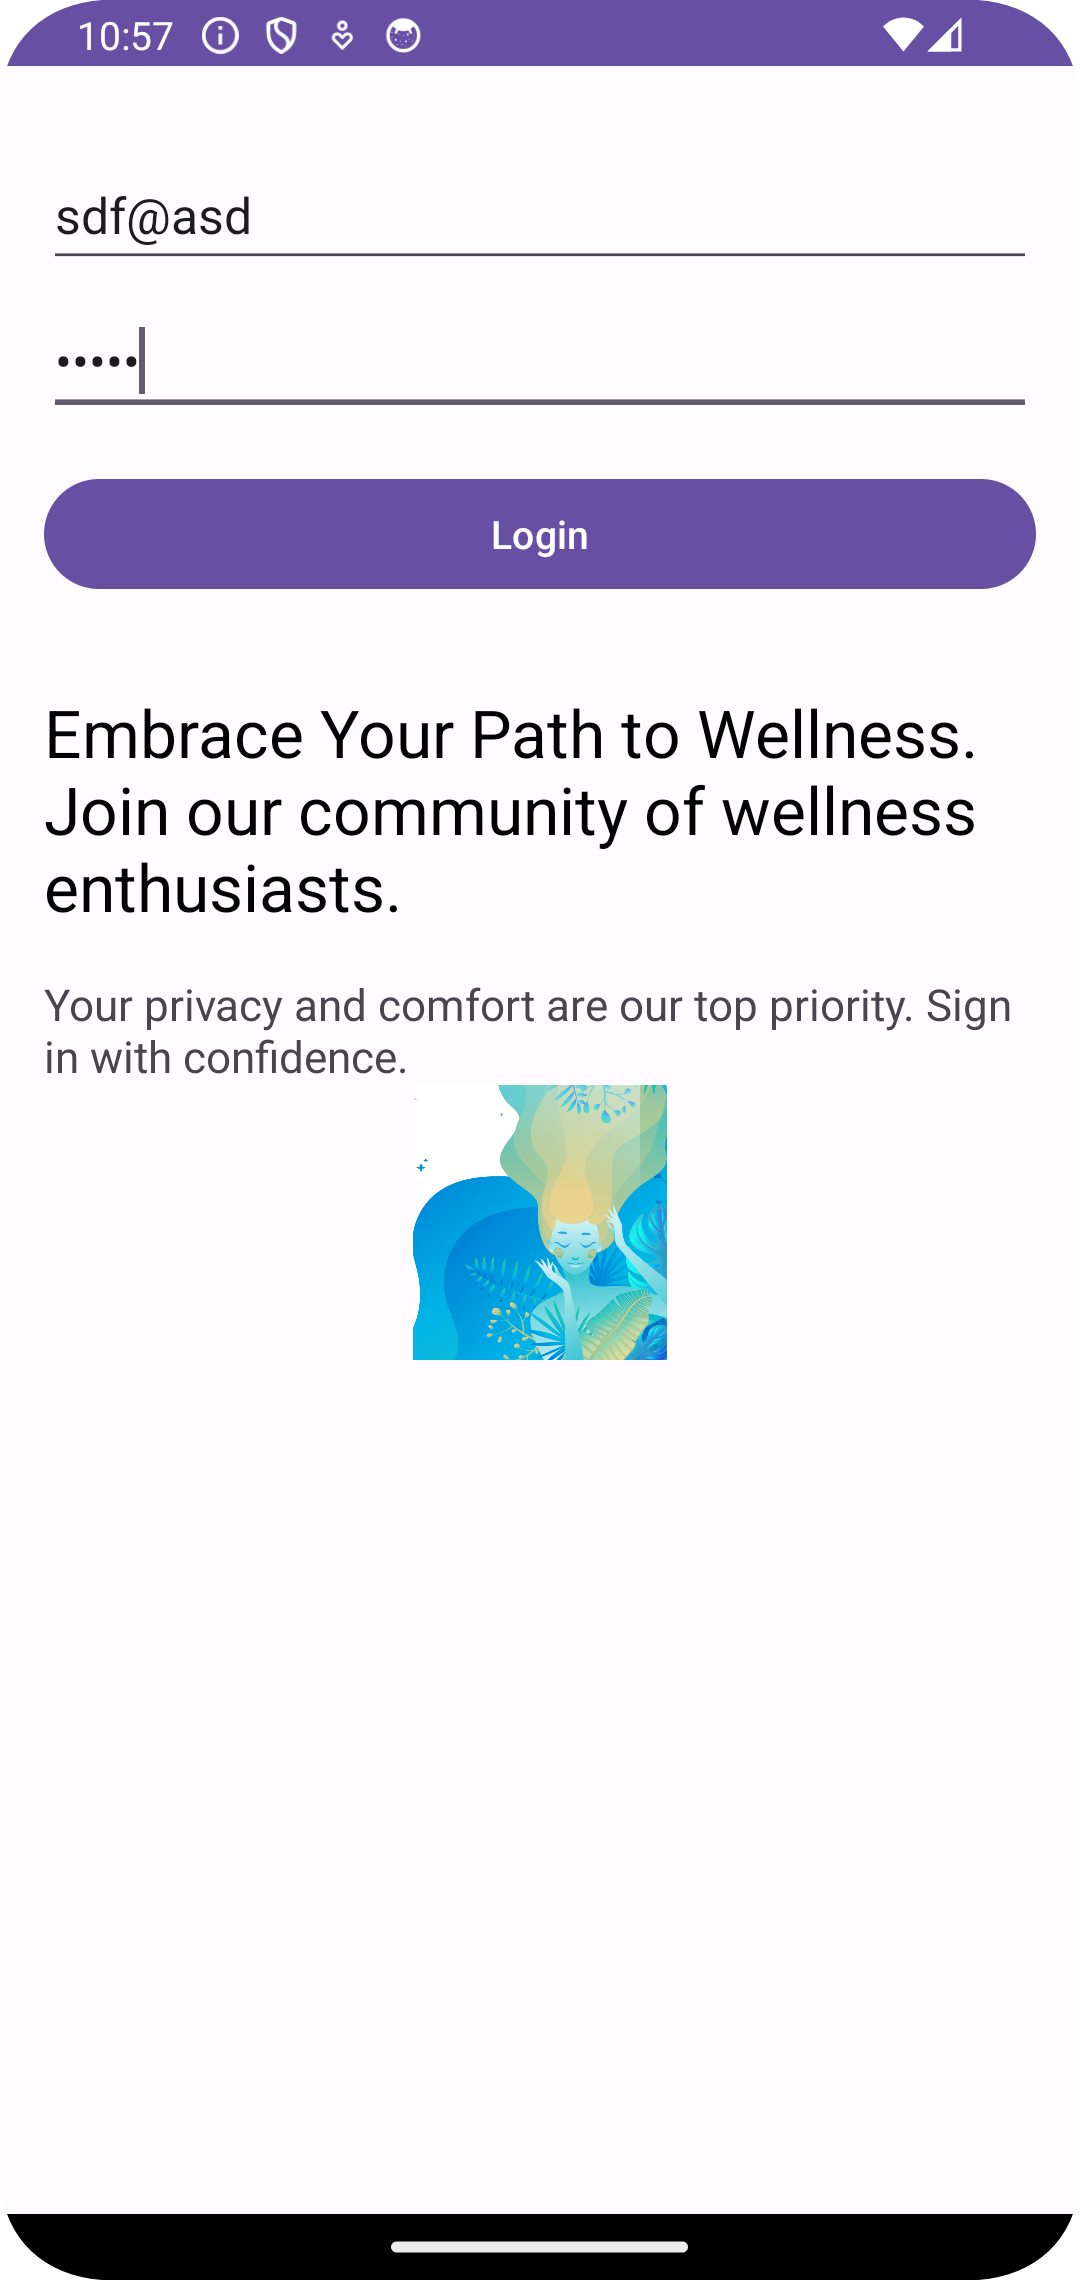 10:57
sdf@asd
•••••
Login
Embrace Your Path to Wellness.
Join our community of wellness
enthusiasts.
Your privacy and comfort are our top priority. Sign
in with confidence.